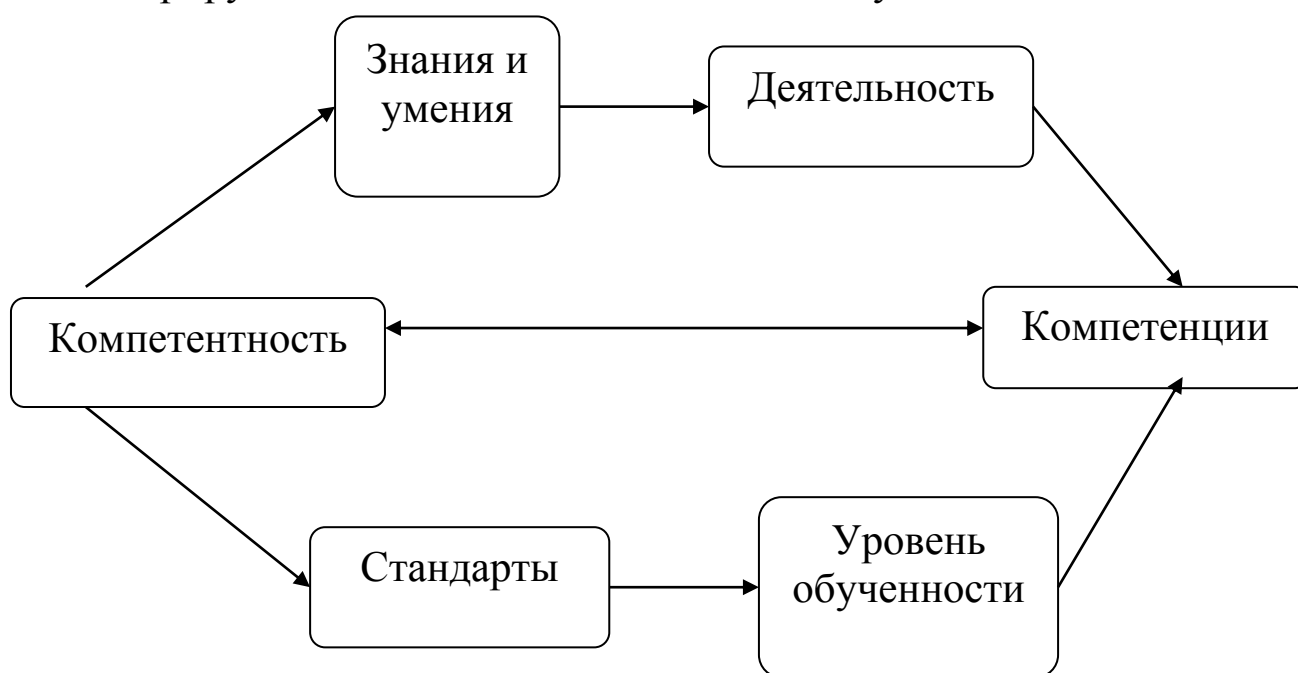 Знания и
умения
Деятельность
Компетентность
Компетенции
Стандарты
Уровень
обученности